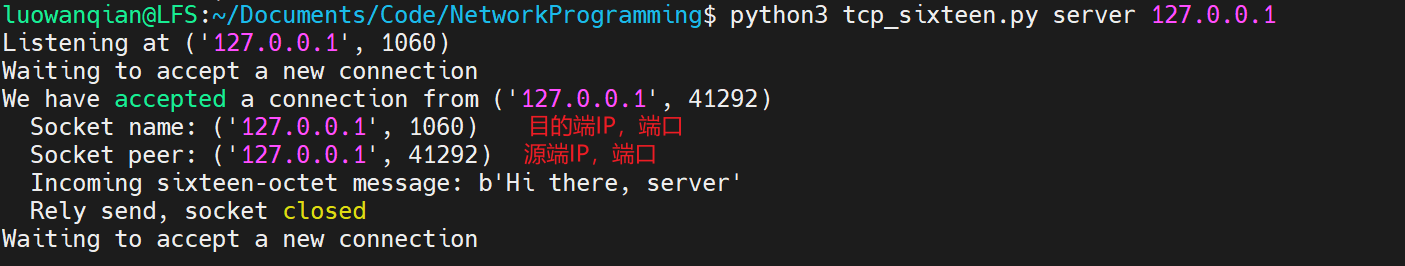 luowanqian@LFS:~/Documents/Code/NetworkProgramming$ python3 tcp_sixteen.py server 127.0.0.1
Listening at ('127.0.0.1', 1060)
Waiting to accept a new connection
We have accepted a connection from ('127.0.0.1', 41292)
  Socket name: ('127.0.0.1', 1060) 目的端IP，端口
  Socket peer: ('127.0.0.1', 41292) 源端IP，端口
  Incoming sixteen-octet message: b'Hi there, server'
  Rely send, socket closed
Waiting to accept a new connection